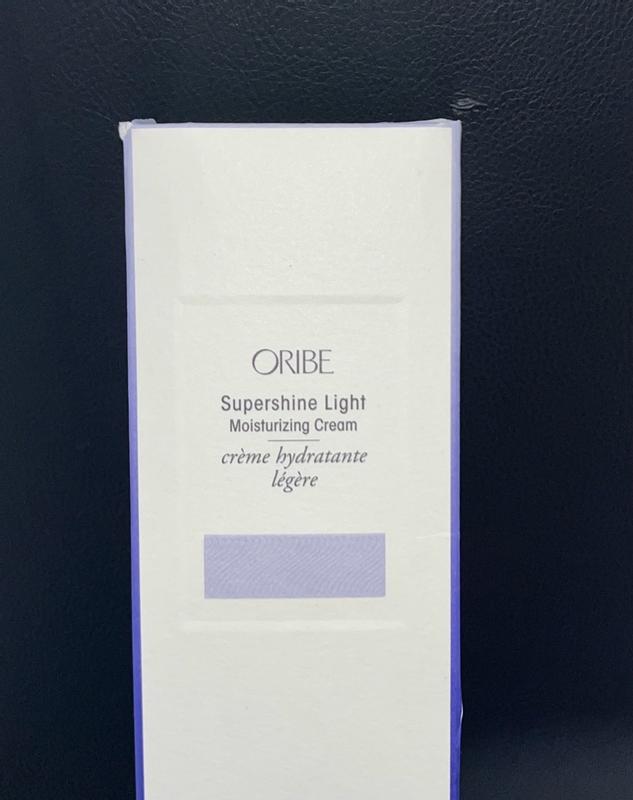 ORIBE
Supershine Light
Moisturizing Cream
crème hydratante
légère